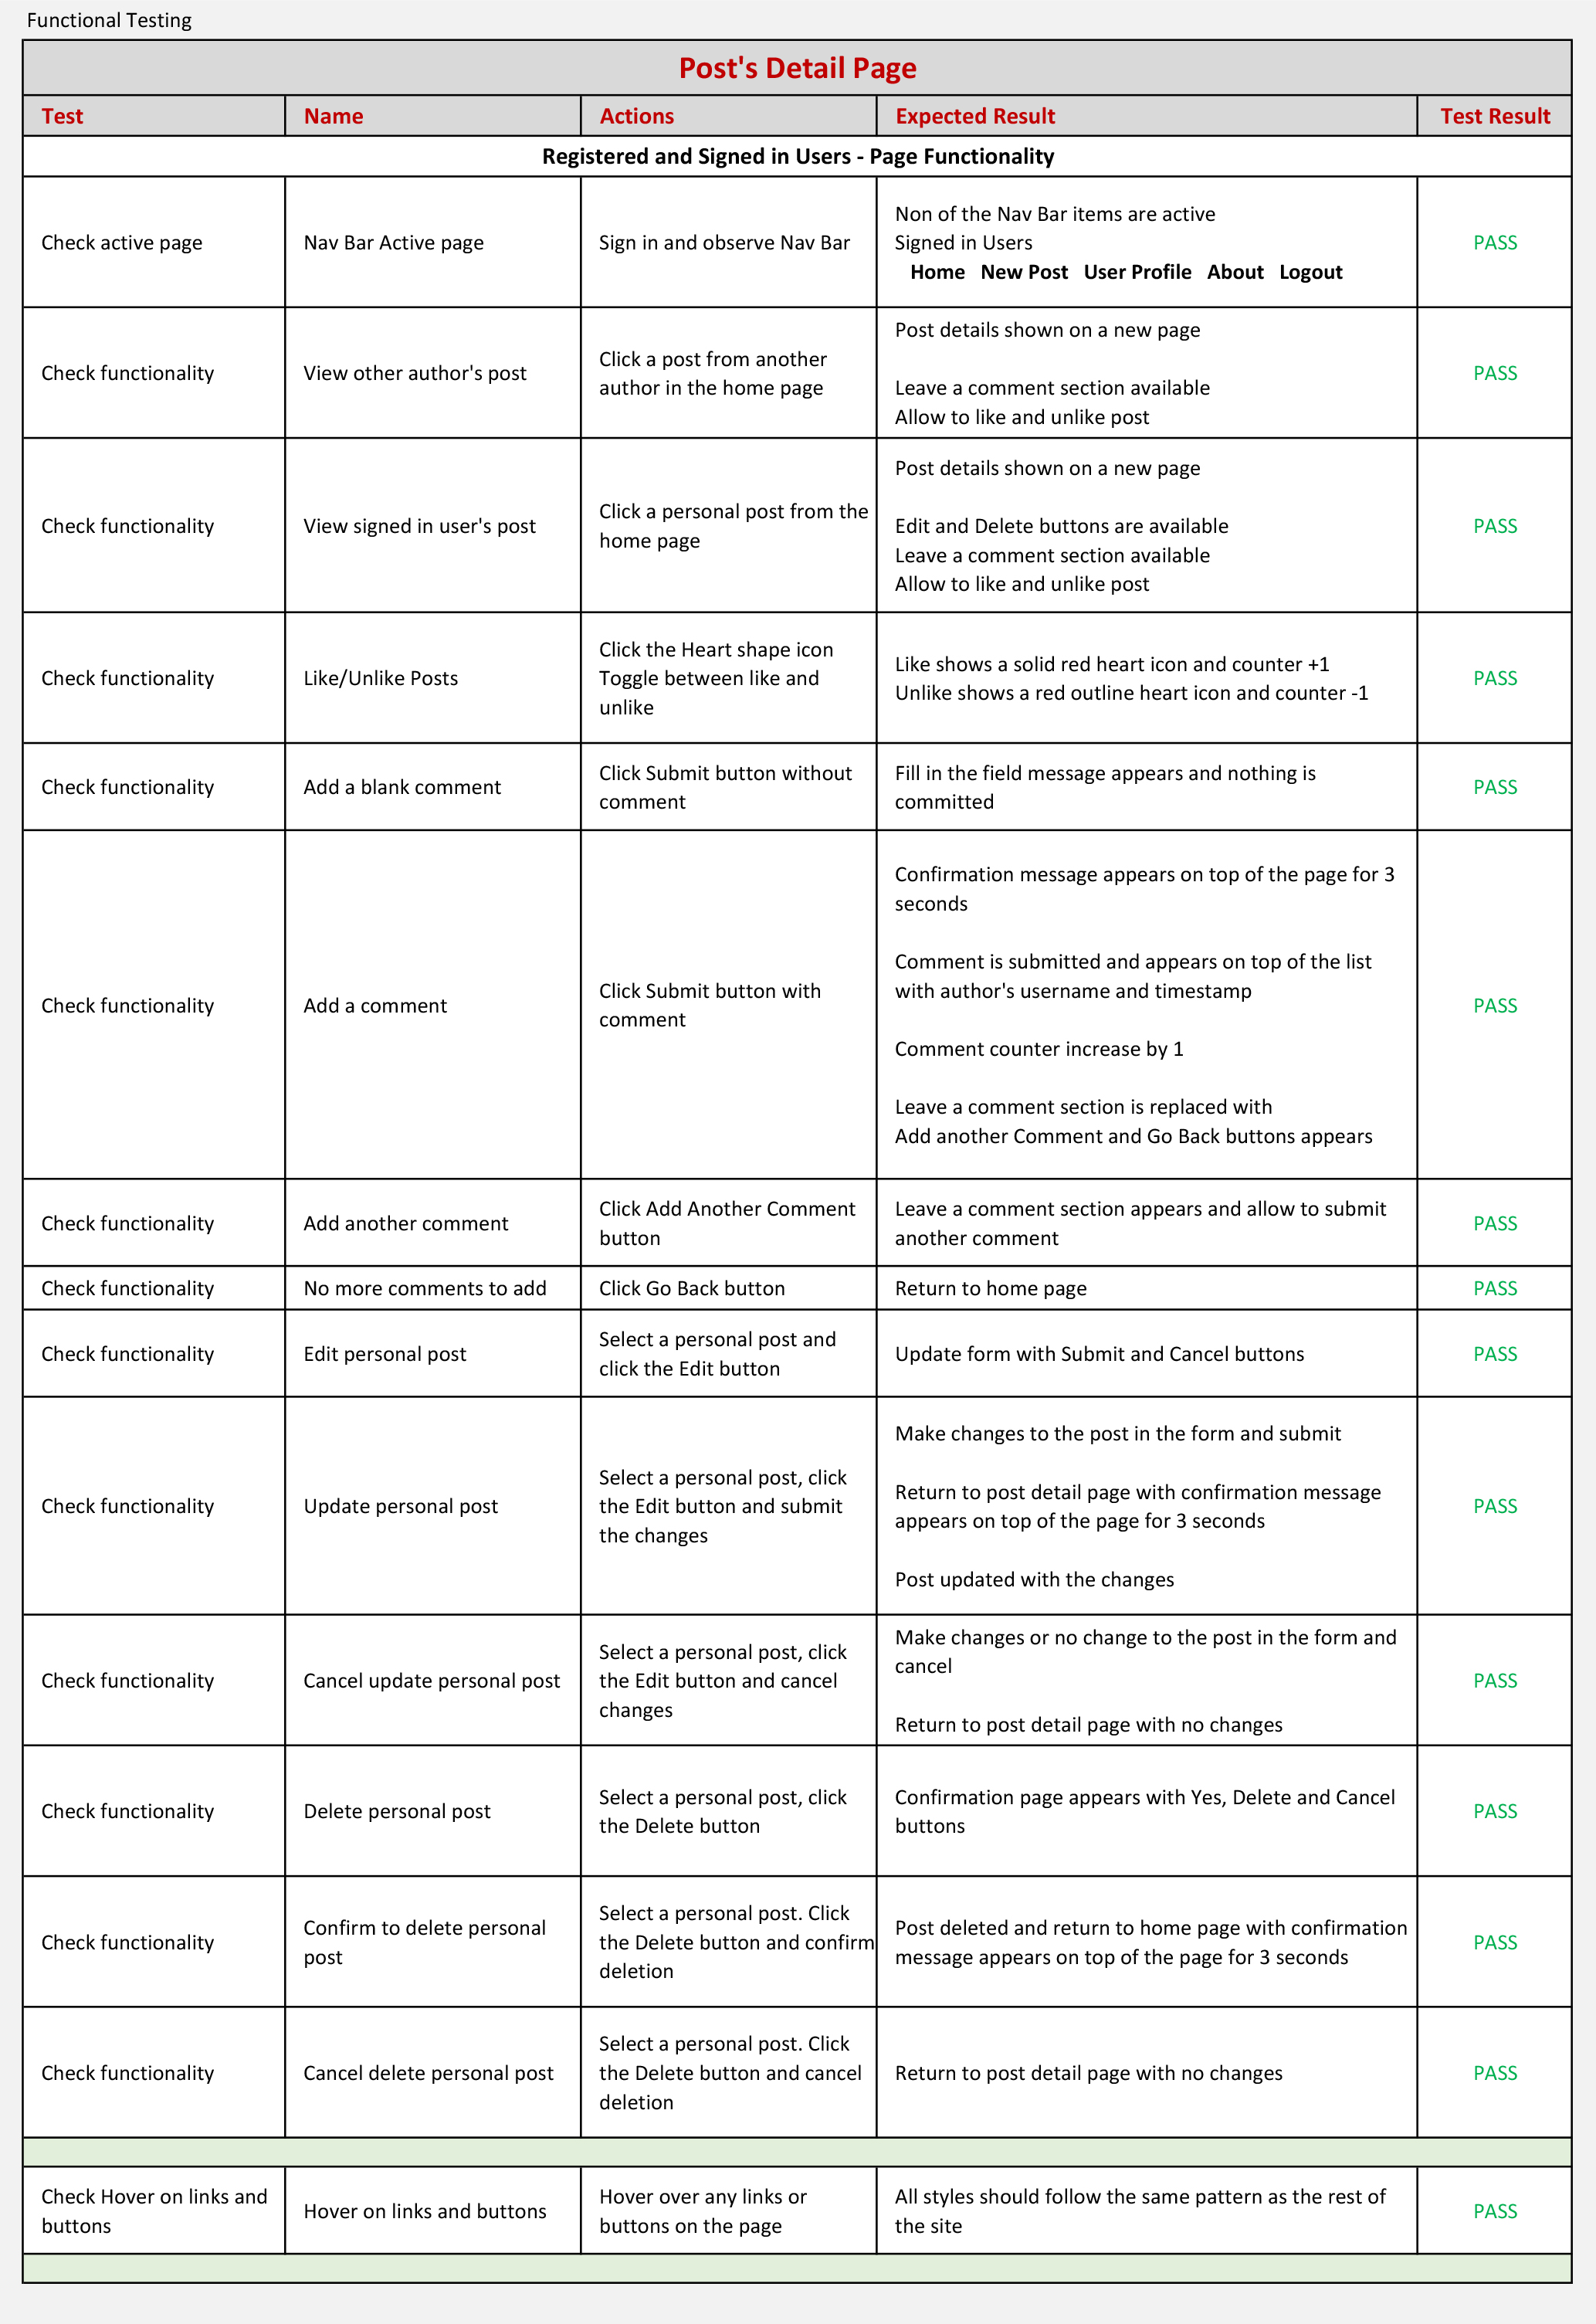 Functional Testing
Post's Detail Page
Test Name Actions Expected Result Test Result
Registered and Signed in Users - Page Functionality
Check active page
Nav Bar Active page
Sign in and observe Nav Bar
Non of the Nav Bar items are active
Signed in Users
Home New Post User Profile About Logout
PASS
Check functionality
View other author's post
Click a post from another
author in the home page
Post details shown on a new page
Leave a comment section available
Allow to like and unlike post
PASS
Check functionality
View signed in user's post
Click a personal post from the
home page
Post details shown on a new page
Edit and Delete buttons are available
Leave a comment section available
Allow to like and unlike post
PASS
Check functionality
Like/Unlike Posts
Click the Heart shape icon
Toggle between like and
unlike
Like shows a solid red heart icon and counter +1
Unlike shows a red outline heart icon and counter -1
PASS
Check functionality
Add a blank comment
Click Submit button without
comment
Fill in the field message appears and nothing is
committed
PASS
Check functionality
Add a comment
Click Submit button with
comment
Confirmation message appears on top of the page for 3
seconds
Comment is submitted and appears on top of the list
with author's username and timestamp
Comment counter increase by 1
Leave a comment section is replaced with
Add another Comment and Go Back buttons appears
PASS
Check functionality
Add another comment
Click Add Another Comment
button
Leave a comment section appears and allow to submit
another comment
PASS
Check functionality
No more comments to add
Click Go Back button
Return to home page
PASS
Check functionality
Edit personal post
Select a personal post and
click the Edit button
Update form with Submit and Cancel buttons
PASS
Check functionality
Update personal post
Select a personal post, click
the Edit button and submit
the changes
Make changes to the post in the form and submit
Return to post detail page with confirmation message
appears on top of the page for 3 seconds
Post updated with the changes
PASS
Check functionality
Cancel update personal post
Select a personal post, click
the Edit button and cancel
changes
Make changes or no change to the post in the form and
cancel
Return to post detail page with no changes
PASS
Check functionality
Delete personal post
Select a personal post, click
the Delete button
Confirmation page appears with Yes, Delete and Cancel
buttons
PASS
Check functionality
Confirm to delete personal
post
Select a personal post. Click
the Delete button and confirm
deletion
Post deleted and return to home page with confirmation
message appears on top of the page for 3 seconds
PASS
Check functionality
Cancel delete personal post
Select a personal post. Click
the Delete button and cancel
deletion
Return to post detail page with no changes
PASS
Check Hover on links and
buttons
Hover on links and buttons
Hover over any links or
buttons on the page
All styles should follow the same pattern as the rest of
the site
PASS